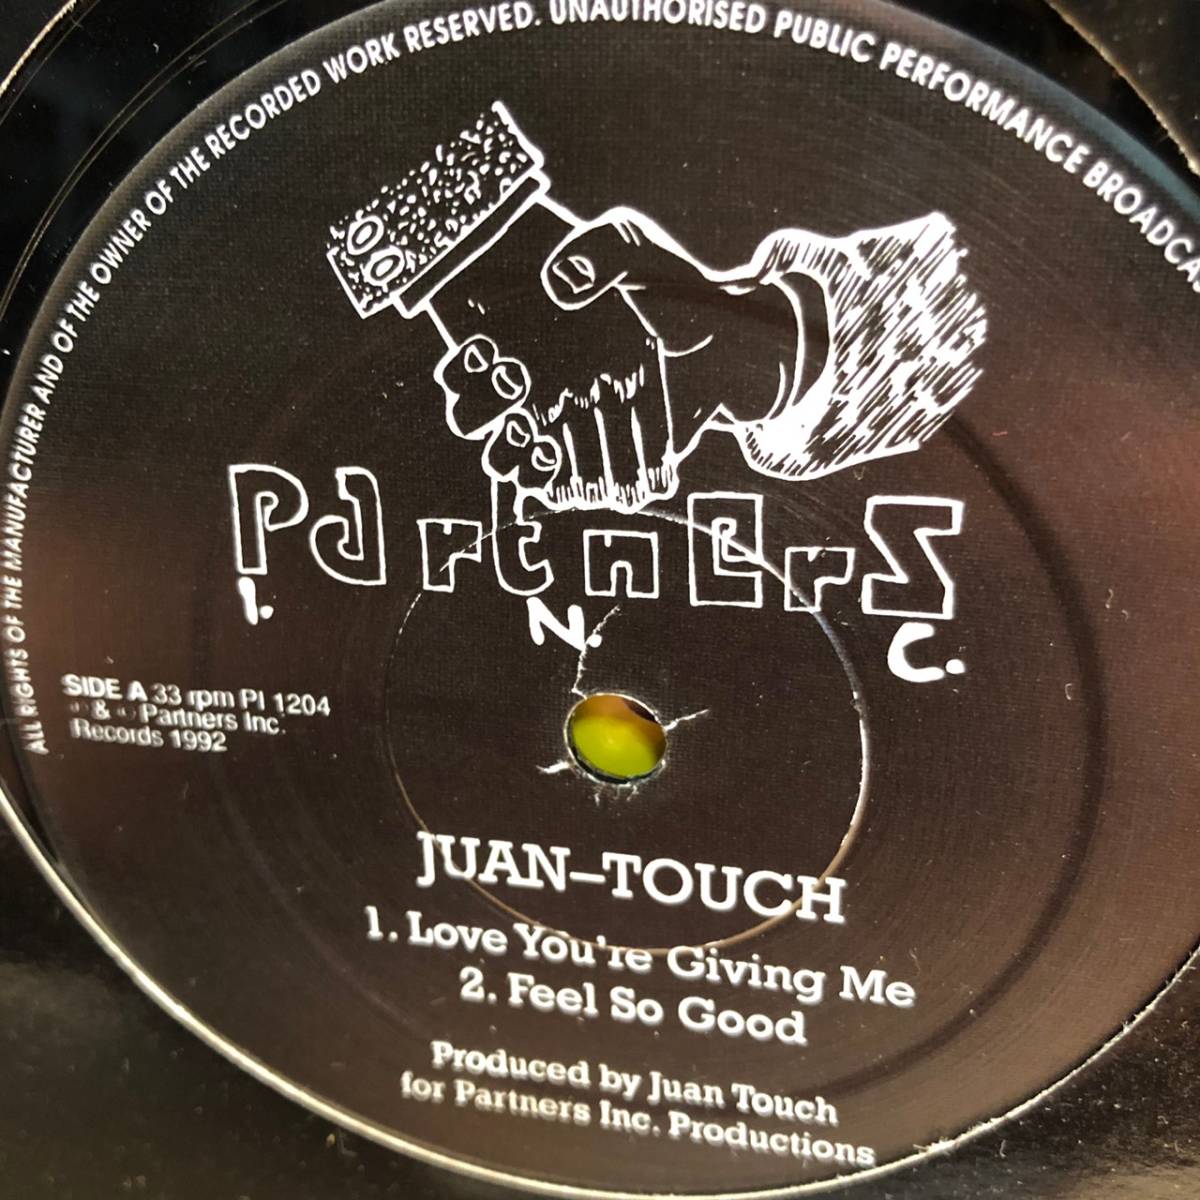 ALL RIGHTS OF THE MANUFACTURER AND OF THE OWNER OF THE RECORDED WORK RESERVED. UNAUTHORISED PUBLIC PERFORMANCE
PartnErS
I. N. C.
SIDE A 33 rpm PI 1204
& Partners Inc.
Records 1992
JUAN–TOUCH
1. Love You're Giving Me
2. Feel So Good
Produced by Juan Touch
for Partners Inc. Productions